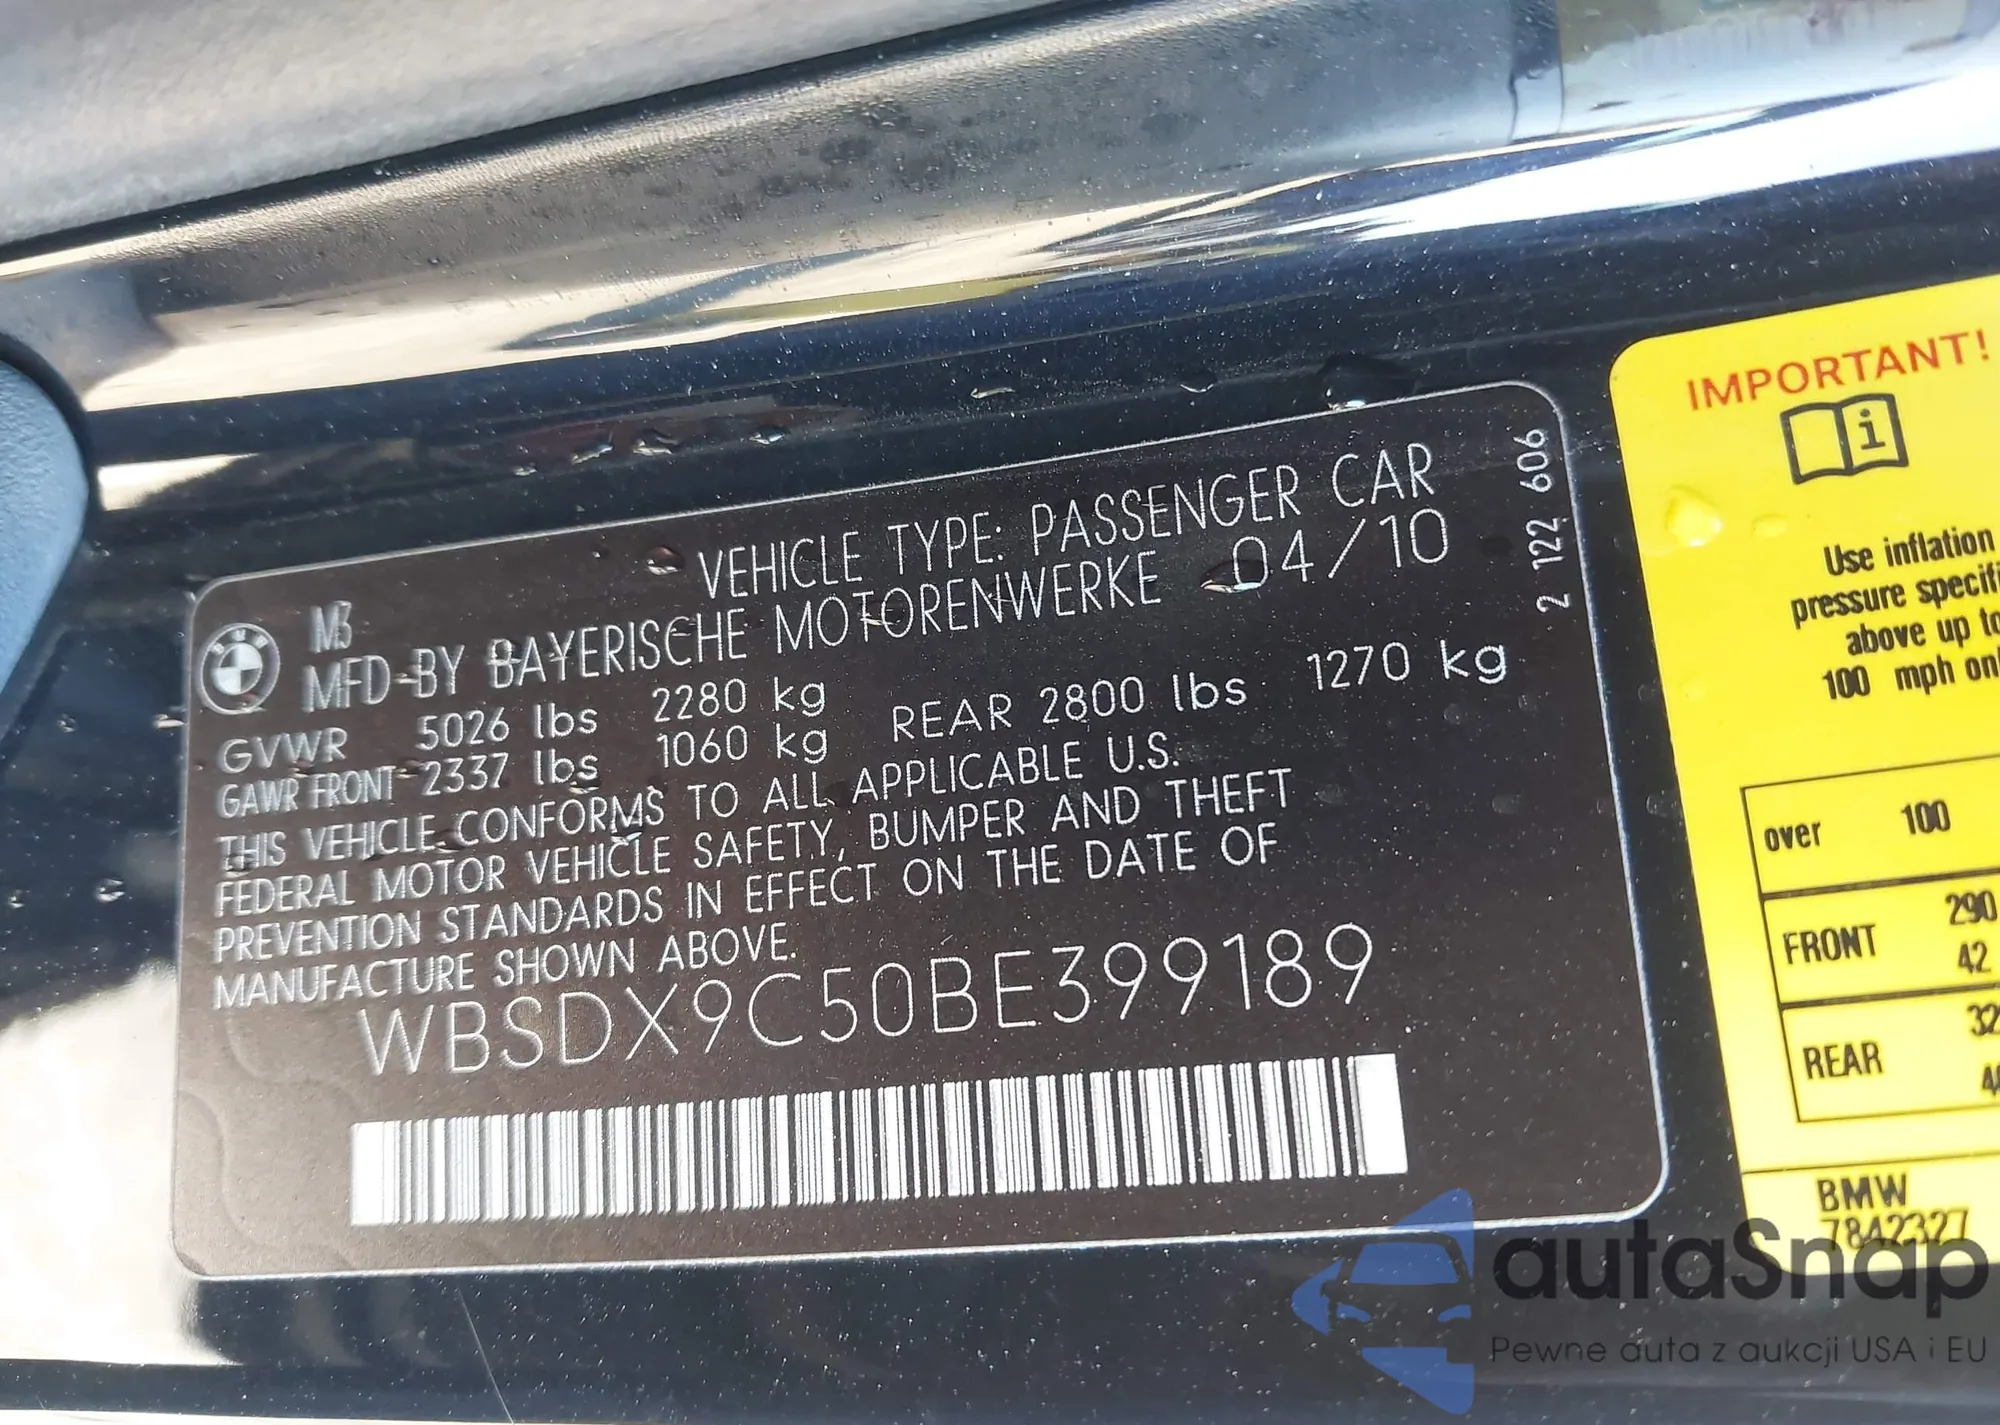 VEHICLE TYPE: PASSENGER CAR
M3
MFD BY BAYERISCHE MOTORENWERKE 04/10
GVWR 5026 lbs 2280 kg
GAWR FRONT 2337 lbs 1060 kg REAR 2800 lbs 1270 kg
THIS VEHICLE CONFORMS TO ALL APPLICABLE U.S.
FEDERAL MOTOR VEHICLE SAFETY, BUMPER AND THEFT
PREVENTION STANDARDS IN EFFECT ON THE DATE OF
MANUFACTURE SHOWN ABOVE.
WBSDX9C50BE399189
2 122 606
IMPORTANT!
i
Use inflation
pressure specifi
above up to
100 mph onl
over 100
FRONT 290
42
REAR 32
BMW
7842327
autaSnap
Pewne auta z aukcji USA i EU